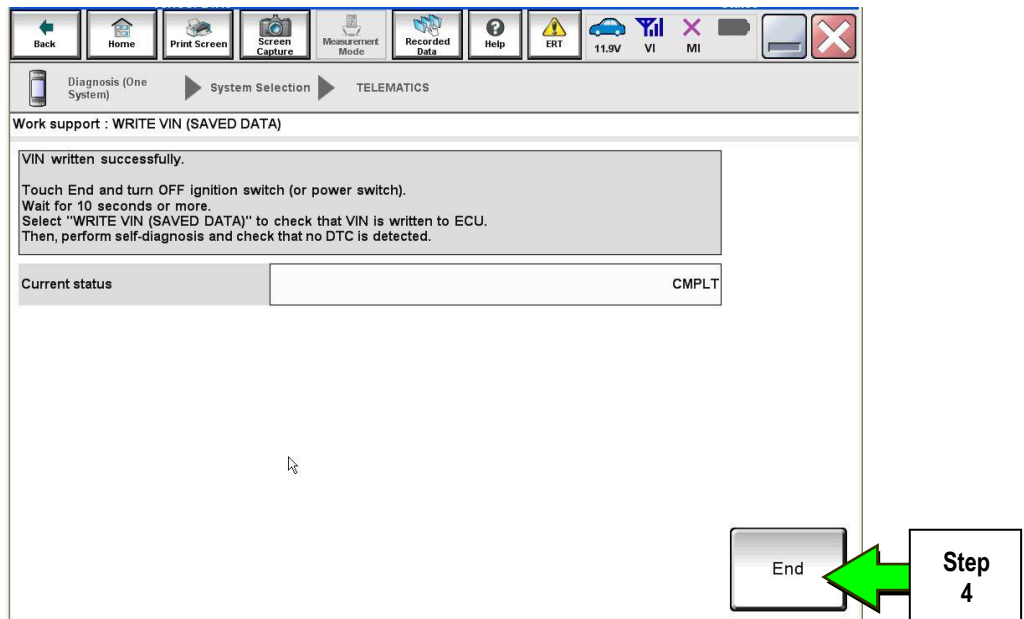 Back
Home
Print Screen
Screen
Capture
Measurement
Mode
Recorded
Data
Help
ERT
11.9V
VI
MI
Diagnosis (One
System)
System Selection
TELEMATICS
Work support : WRITE VIN (SAVED DATA)
VIN written successfully.
Touch End and turn OFF ignition switch (or power switch).
Wait for 10 seconds or more.
Select "WRITE VIN (SAVED DATA)" to check that VIN is written to ECU.
Then, perform self-diagnosis and check that no DTC is detected.
Current status
CMPLT
End
Step
4